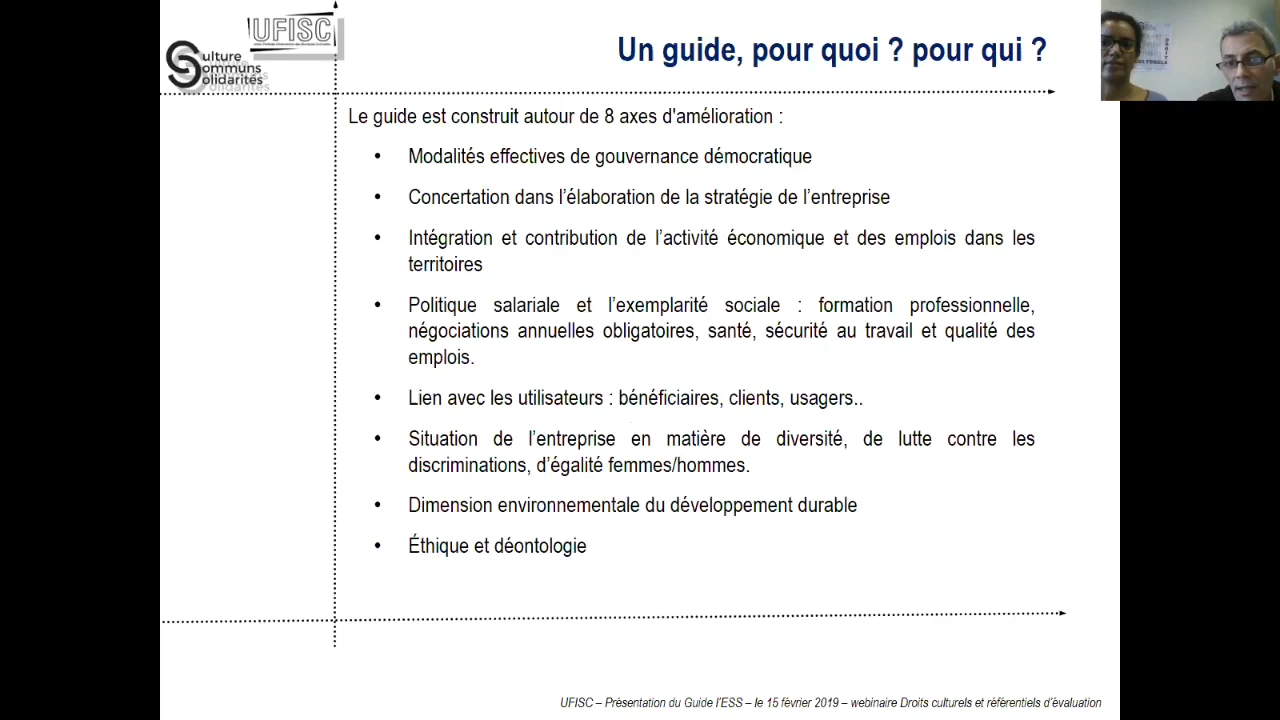 UFISC
Culture
Communs
Solidarités
Un guide, pour quoi ? pour qui ?
Le guide est construit autour de 8 axes d'amélioration :
• Modalités effectives de gouvernance démocratique
• Concertation dans l’élaboration de la stratégie de l’entreprise
• Intégration et contribution de l’activité économique et des emplois dans les
territoires
• Politique salariale et l’exemplarité sociale : formation professionnelle,
négociations annuelles obligatoires, santé, sécurité au travail et qualité des
emplois.
• Lien avec les utilisateurs : bénéficiaires, clients, usagers..
• Situation de l’entreprise en matière de diversité, de lutte contre les
discriminations, d’égalité femmes/hommes.
• Dimension environnementale du développement durable
• Éthique et déontologie
UFISC – Présentation du Guide l’ESS – le 15 février 2019 – webinaire Droits culturels et référentiels d’évaluation